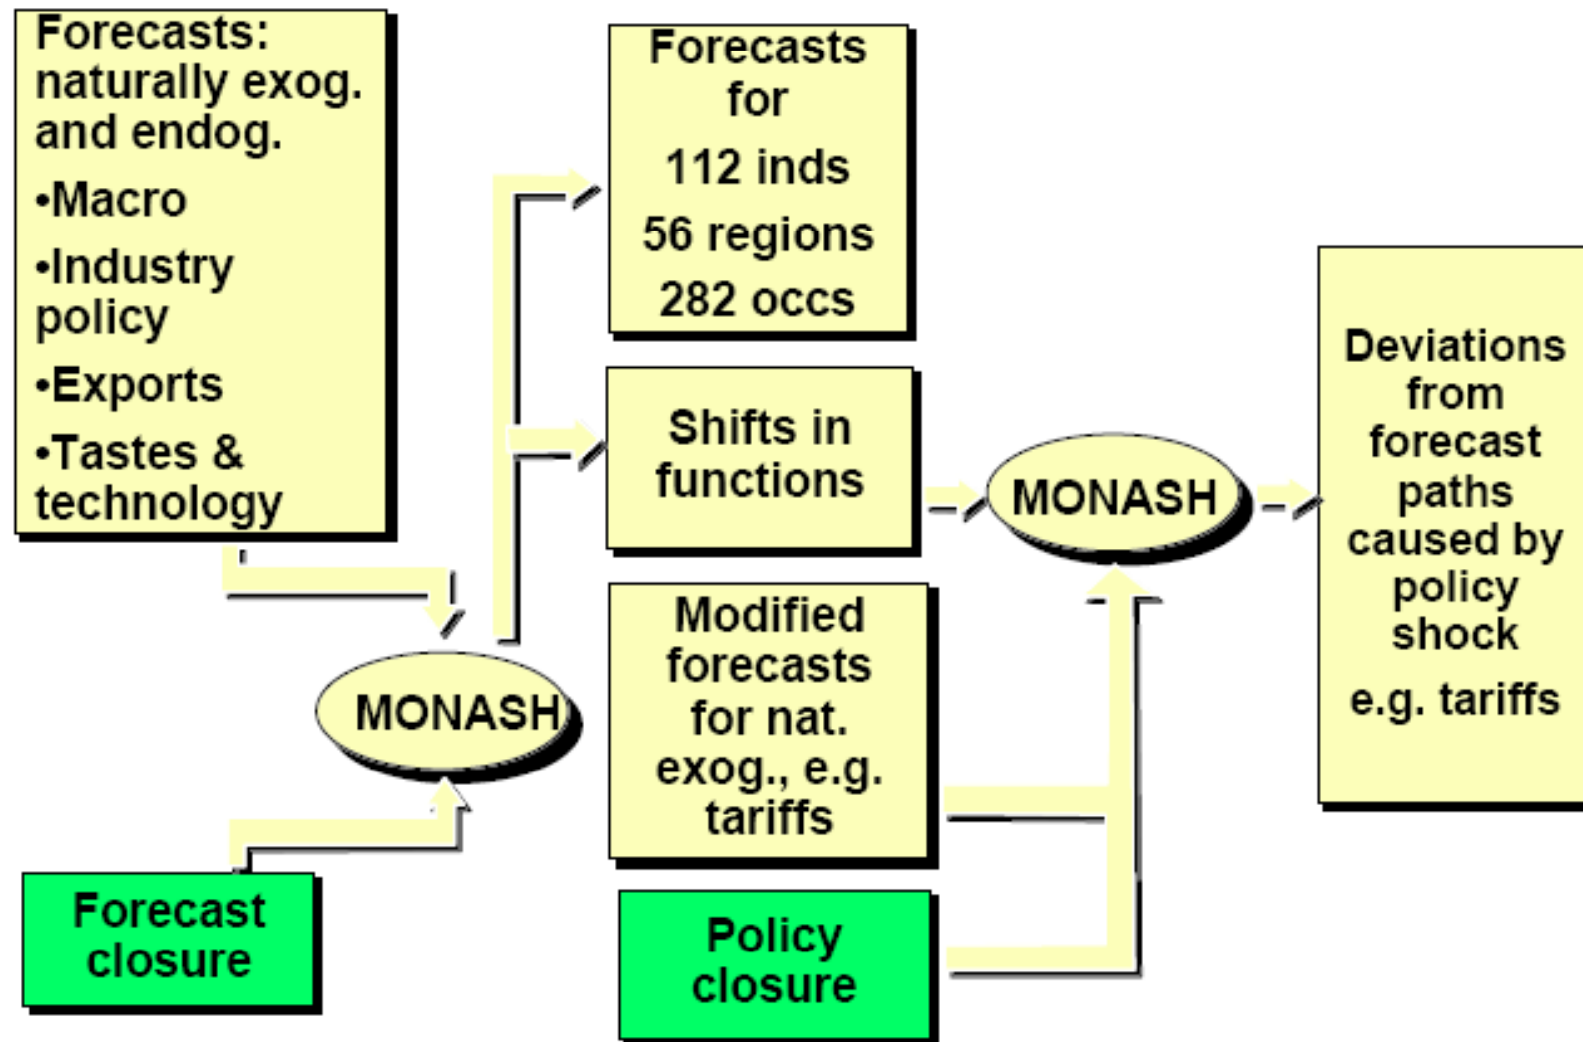 Forecasts:
naturally exog.
and endog.
•Macro
•Industry
policy
•Exports
•Tastes &
technology
MONASH
Forecast
closure
Forecasts
for
112 inds
56 regions
282 occs
Shifts in
functions
Modified
forecasts
for nat.
exog., e.g.
tariffs
Policy
closure
MONASH
Deviations
from
forecast
paths
caused by
policy
shock
e.g. tariffs